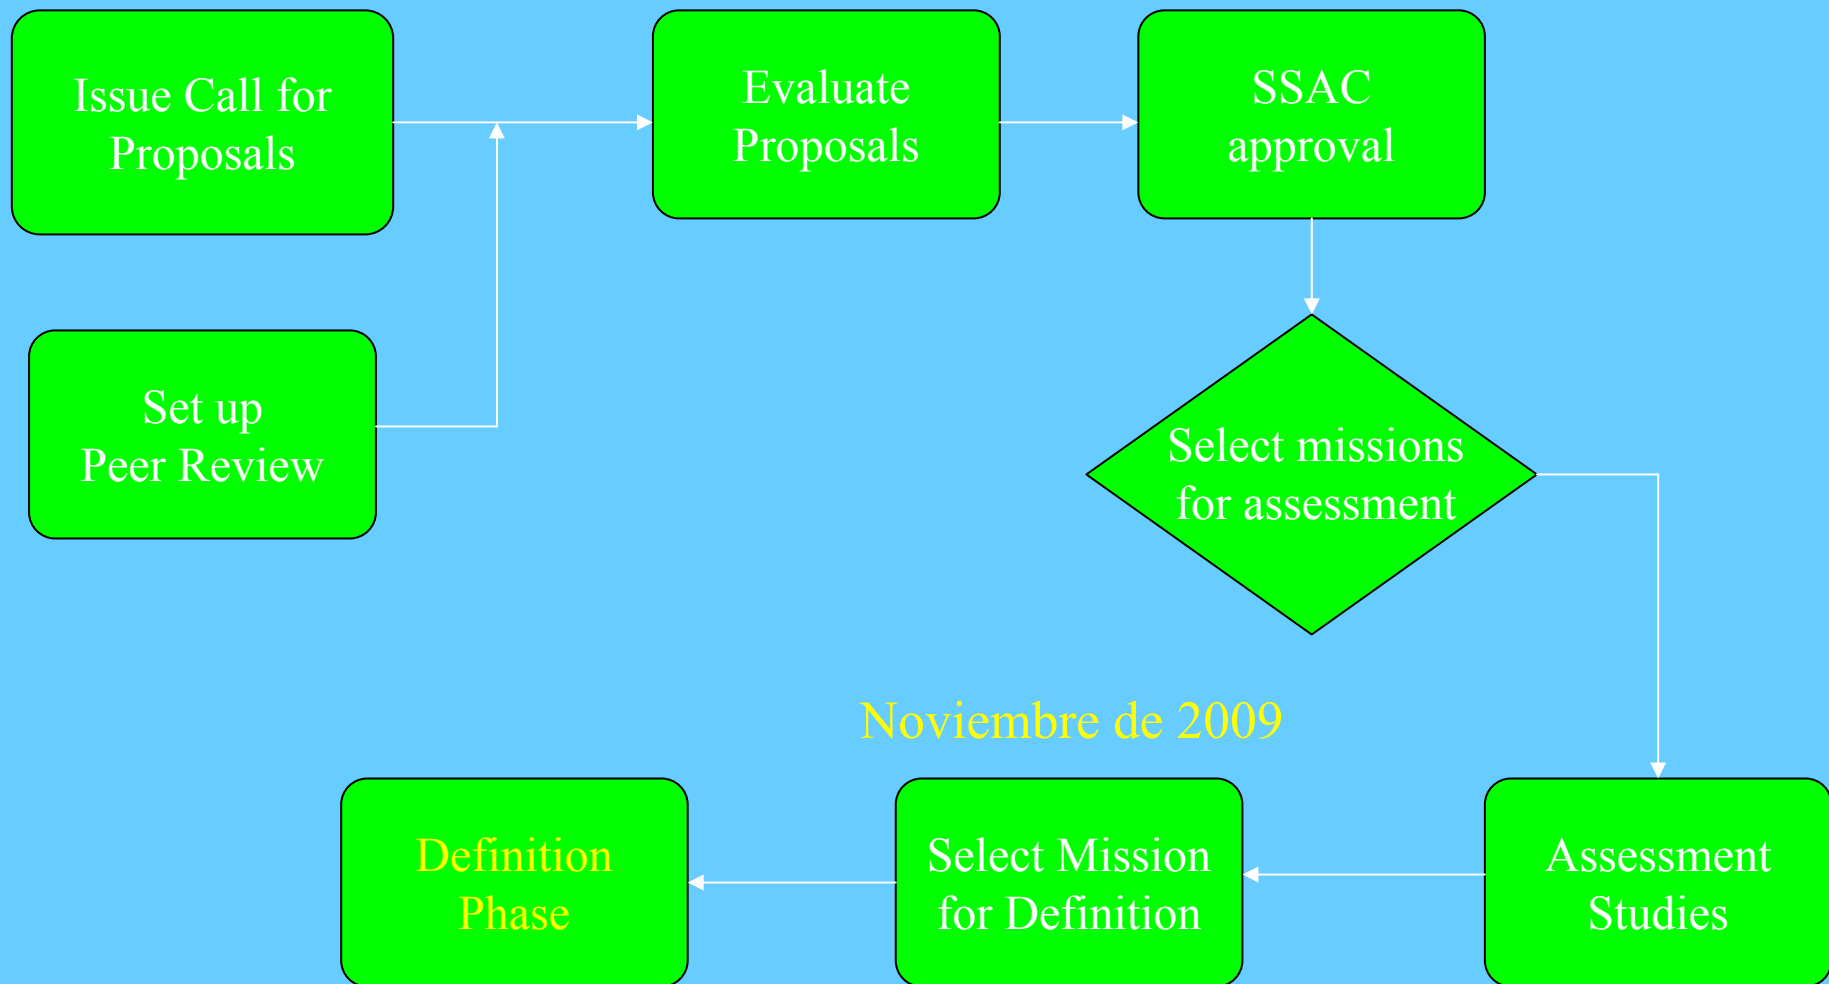 Issue Call for
Proposals
Evaluate
Proposals
SSAC
approval
Set up
Peer Review
Select missions
for assessment
Noviembre de 2009
Definition
Phase
Select Mission
for Definition
Assessment
Studies